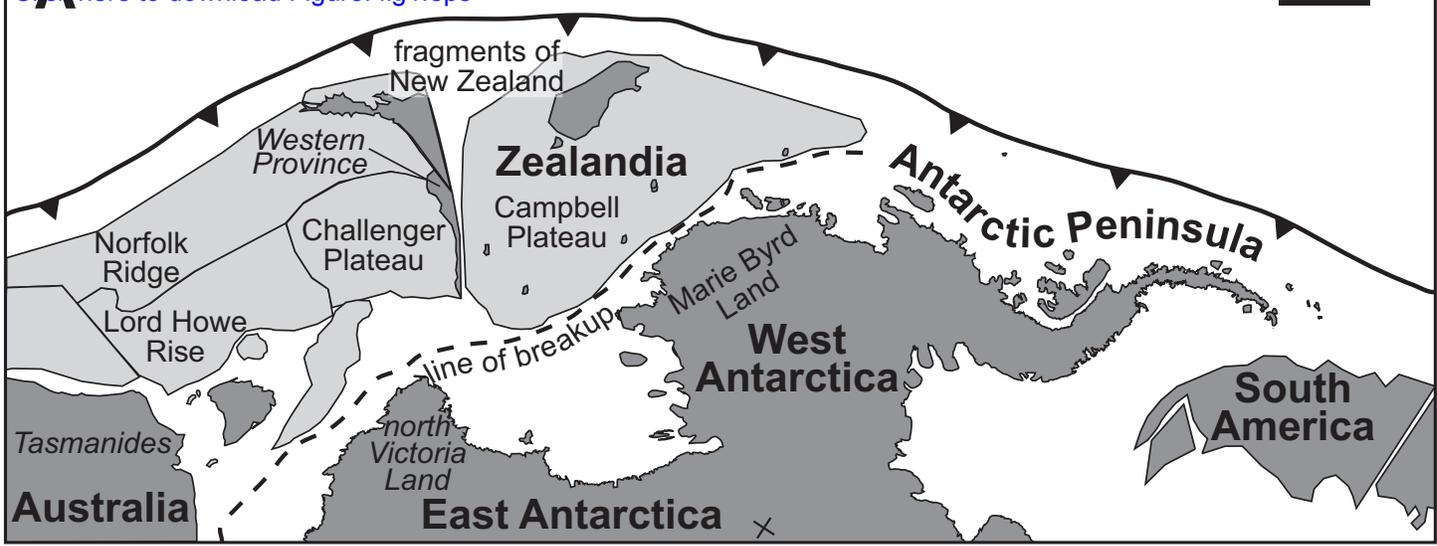 fragments of
New Zealand
Western
Province
Zealandia
Antarctic Peninsula
Campbell
Plateau
Challenger
Plateau
Norfolk
Ridge
Marie Byrd
Land
Lord Howe
Rise
line of breakup
West
Antarctica
South
America
north
Victoria
Land
Tasmanides
Australia
East Antarctica